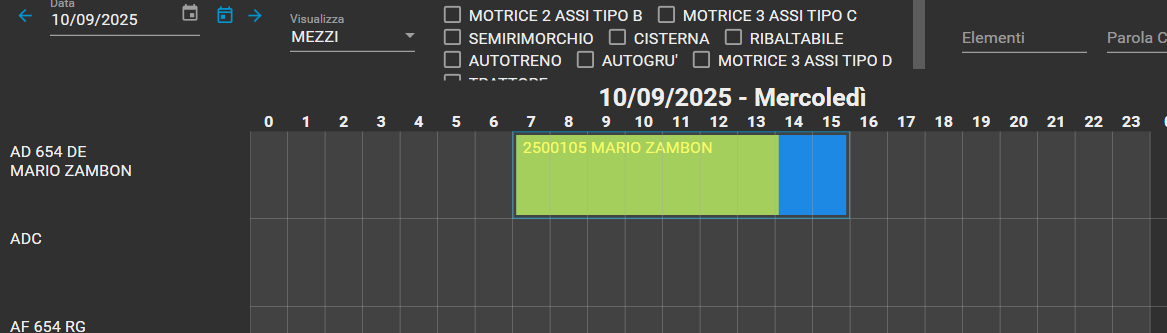 Data
10/09/2025
Visualizza
MEZZI
MOTRICE 2 ASSI TIPO B MOTRICE 3 ASSI TIPO C
SEMIRIMORCHIO CISTERNA RIBALTABILE
AUTOTRENO AUTOGRU' MOTRICE 3 ASSI TIPO D
TRATTORE
Elementi
Parola C
10/09/2025 - Mercoledì
0 1 2 3 4 5 6 7 8 9 10 11 12 13 14 15 16 17 18 19 20 21 22 23
AD 654 DE
MARIO ZAMBON
2500105 MARIO ZAMBON
ADC
AF 654 RG